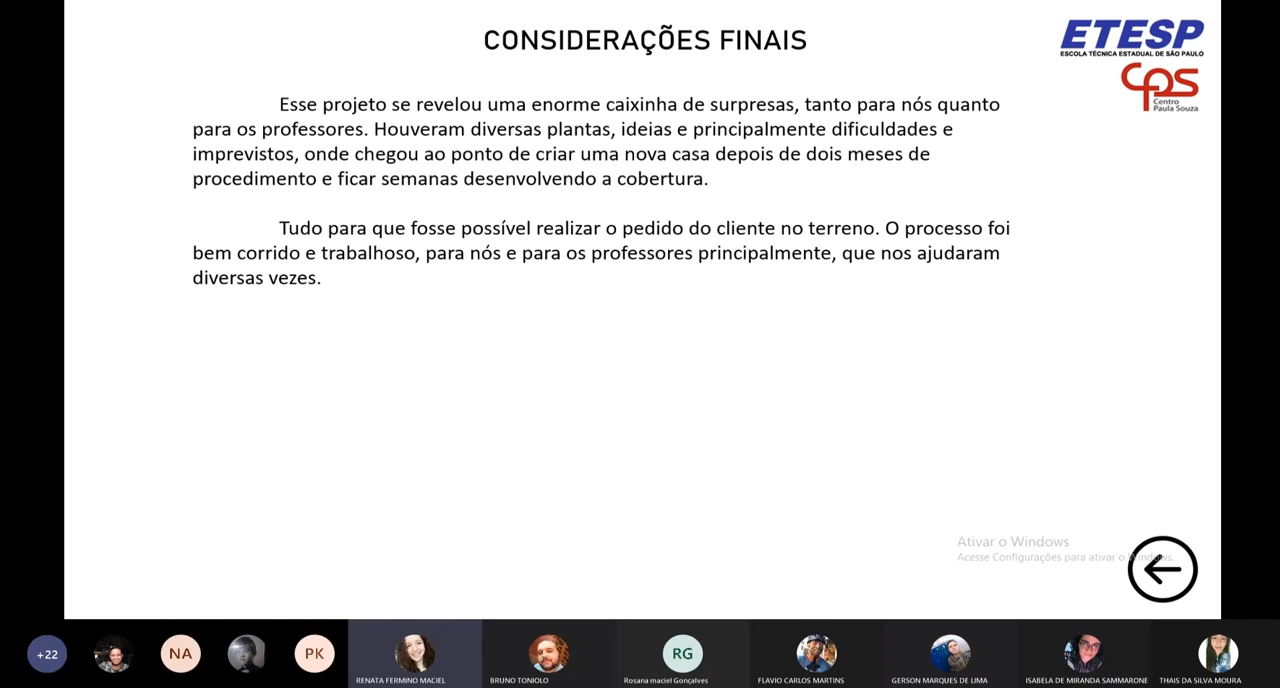 CONSIDERAÇÕES FINAIS
ETESP
ESCOLA TÉCNICA ESTADUAL DE SÃO PAULO
cps
Centro
Paula Souza
Esse projeto se revelou uma enorme caixinha de surpresas, tanto para nós quanto
para os professores. Houveram diversas plantas, ideias e principalmente dificuldades e
imprevistos, onde chegou ao ponto de criar uma nova casa depois de dois meses de
procedimento e ficar semanas desenvolvendo a cobertura.
Tudo para que fosse possível realizar o pedido do cliente no terreno. O processo foi
bem corrido e trabalhoso, para nós e para os professores principalmente, que nos ajudaram
diversas vezes.
Ativar o Windows
Acesse Configurações para ativar o Windows.
+22
NA
PK
RENATA FERMINO MACIEL
BRUNO TONIOLO
RG
Rosana maciel Gonçalves
FLAVIO CARLOS MARTINS
GERSON MARQUES DE LIMA
ISABELA DE MIRANDA SAMMARONE
THAIS DA SILVA MOURA